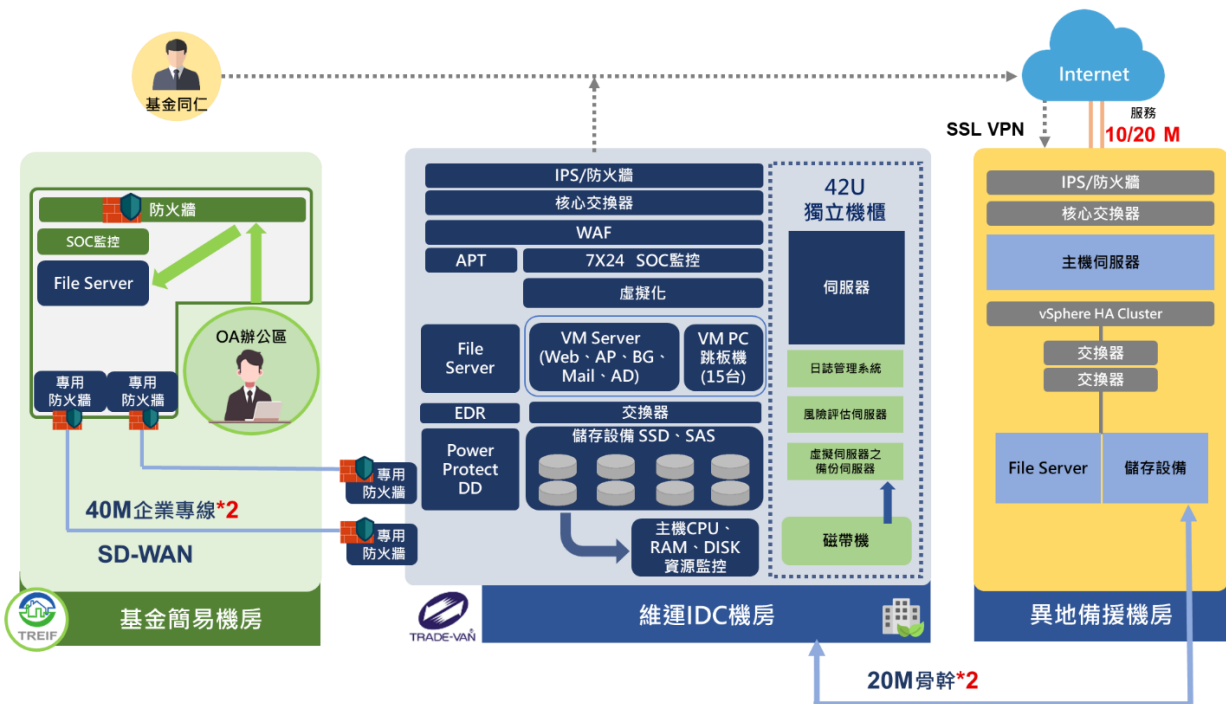 基金同仁
Internet
SSL VPN
服務
10/20 M
防火牆
SOC監控
File Server
OA辦公區
專用
防火牆
專用
防火牆
40M企業專線*2
SD-WAN
TREIF
基金簡易機房
IPS/防火牆
核心交換器
WAF
APT
7X24 SOC監控
虛擬化
File
Server
VM Server
(Web、AP、BG、
Mail、AD)
VM PC
跳板機
(15台)
EDR
交換器
Power
Protect
DD
儲存設備 SSD、SAS
專用
防火牆
專用
防火牆
主機CPU、
RAM、DISK
資源監控
42U
獨立機櫃
伺服器
日誌管理系統
風險評估伺服器
虛擬伺服器之
備份伺服器
磁帶機
TRADE-VAN
維運IDC機房
IPS/防火牆
核心交換器
主機伺服器
vSphere HA Cluster
交換器
交換器
File Server
儲存設備
異地備援機房
20M骨幹*2